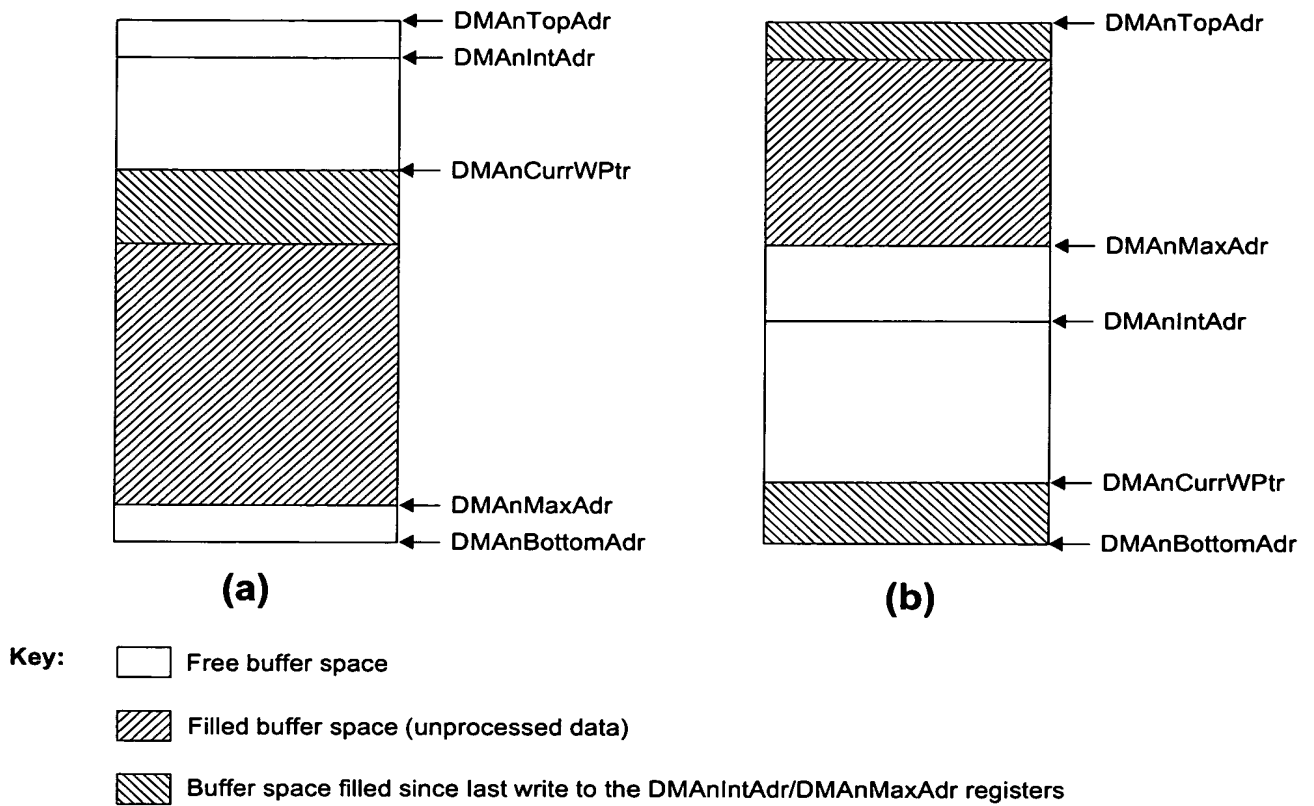 DMAnTopAdr
DMAnIntAdr
DMAnCurrWPtr
DMAnMaxAdr
DMAnBottomAdr
(a)
DMAnTopAdr
DMAnMaxAdr
DMAnIntAdr
DMAnCurrWPtr
DMAnBottomAdr
(b)
Key:
Free buffer space
Filled buffer space (unprocessed data)
Buffer space filled since last write to the DMAnIntAdr/DMAnMaxAdr registers